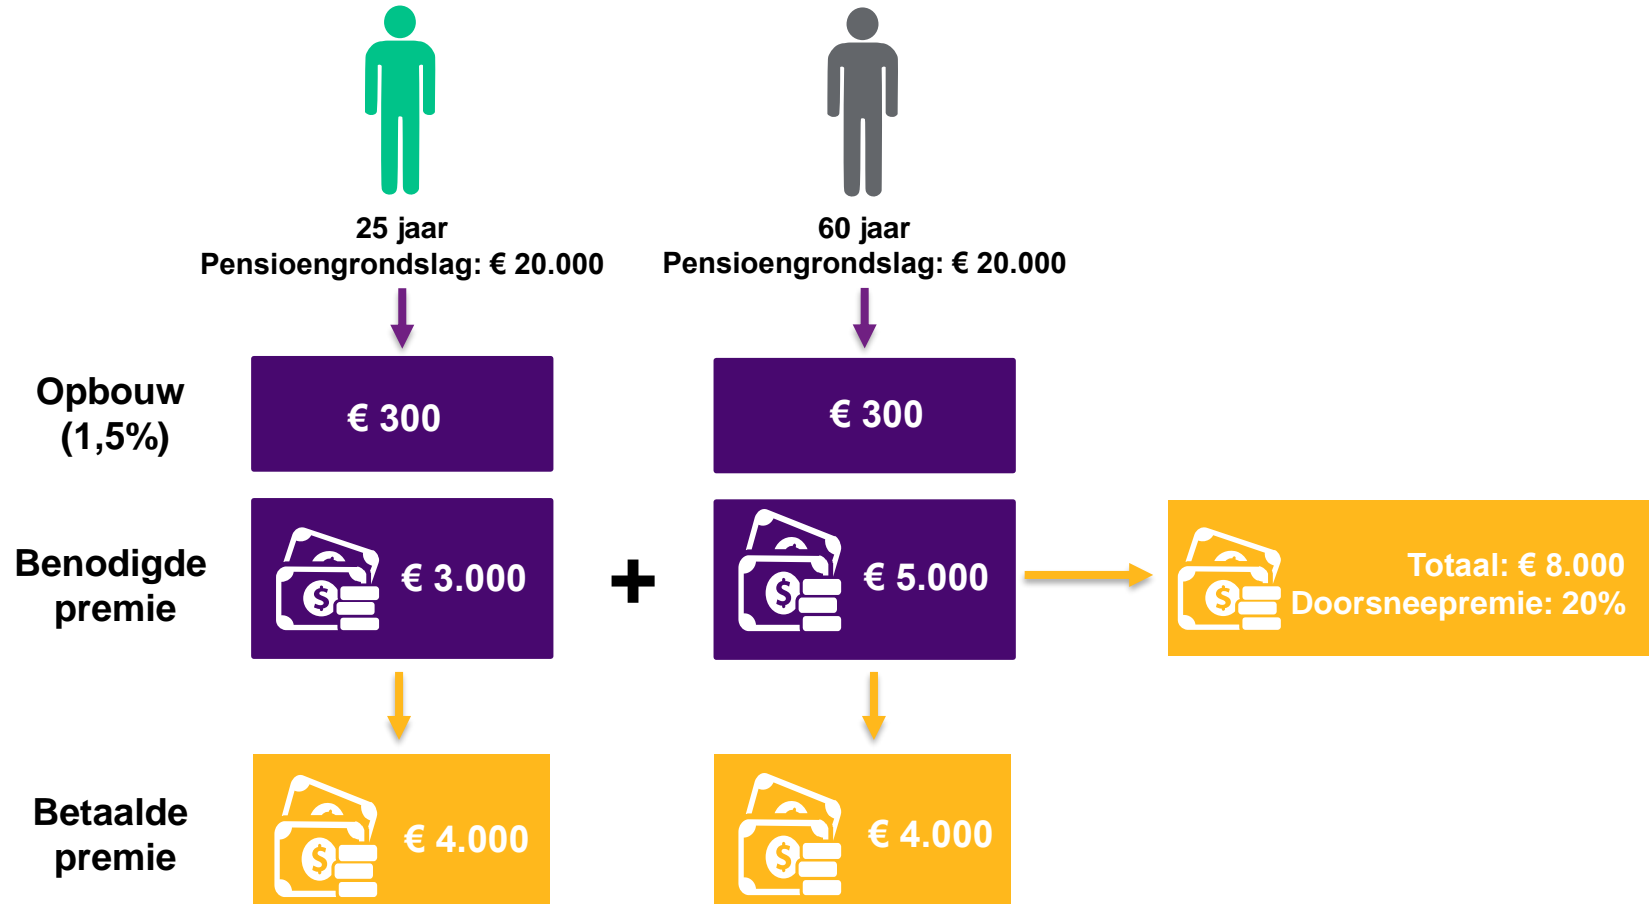 25 jaar
Pensioengrondslag: € 20.000
60 jaar
Pensioengrondslag: € 20.000
Opbouw
(1,5%)
€ 300
€ 300
Benodigde
premie
$ € 3.000
+
$ € 5.000
$
Totaal: € 8.000
Doorsneepremie: 20%
Betaalde
premie
$ € 4.000
$ € 4.000